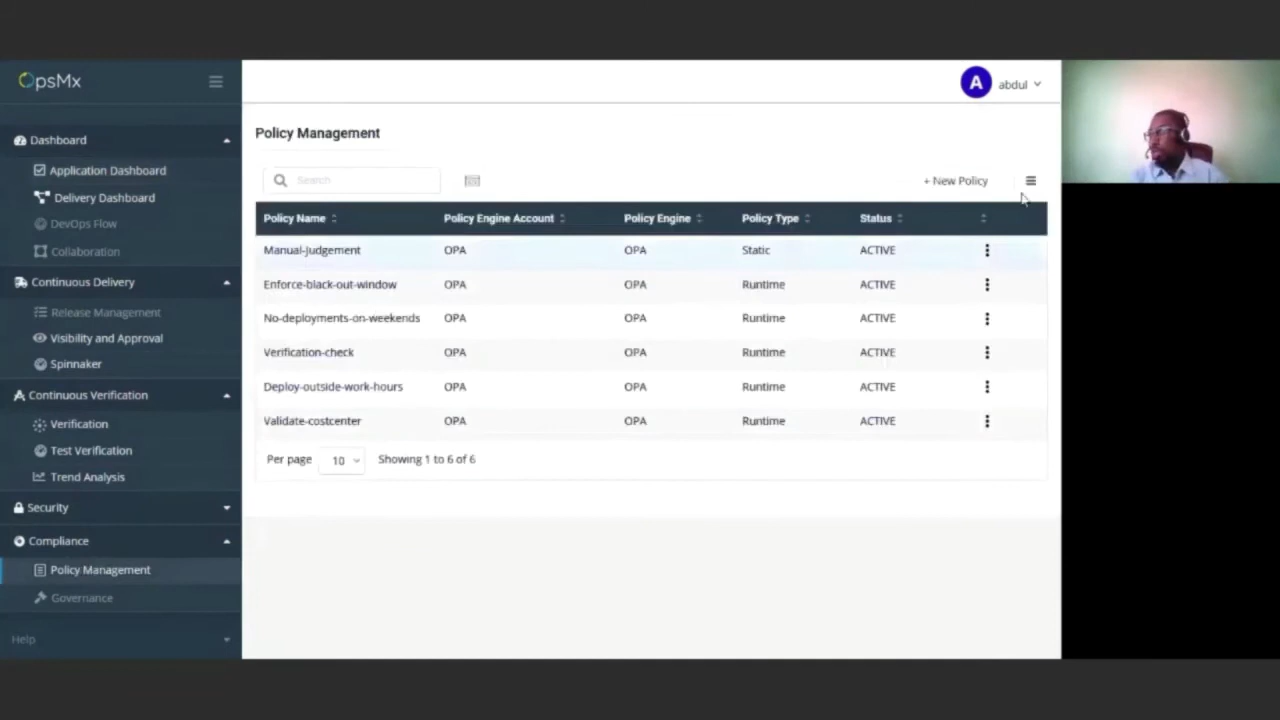 OpsMx
Dashboard
Application Dashboard
Delivery Dashboard
DevOps Flow
Collaboration
Continuous Delivery
Release Management
Visibility and Approval
Spinnaker
Continuous Verification
Verification
Test Verification
Trend Analysis
Security
Compliance
Policy Management
Governance
Help
A abdul
Policy Management
Search
+ New Policy
Policy Name Policy Engine Account Policy Engine Policy Type Status
Manual-Judgement OPA OPA Static ACTIVE
Enforce-black-out-window OPA OPA Runtime ACTIVE
No-deployments-on-weekends OPA OPA Runtime ACTIVE
Verification-check OPA OPA Runtime ACTIVE
Deploy-outside-work-hours OPA OPA Runtime ACTIVE
Validate-costcenter OPA OPA Runtime ACTIVE
Per page 10 Showing 1 to 6 of 6